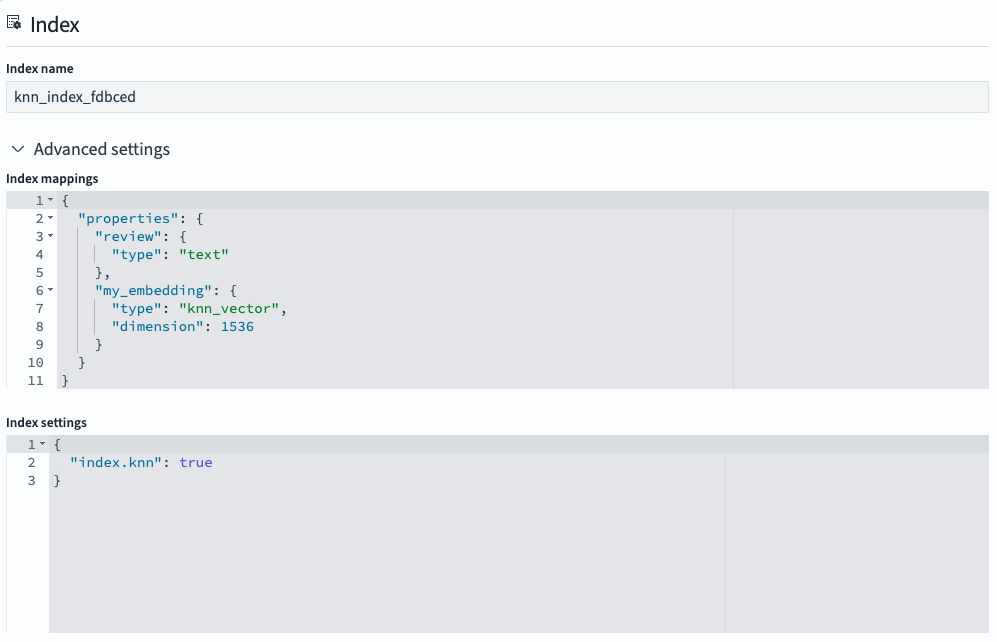 Index
Index name
knn_index_fdbced
Advanced settings
Index mappings
1 {
2 "properties": {
3 "review": {
4 "type": "text"
5 },
6 "my_embedding": {
7 "type": "knn_vector",
8 "dimension": 1536
9 }
10 }
11 }
Index settings
1 {
2 "index.knn": true
3 }